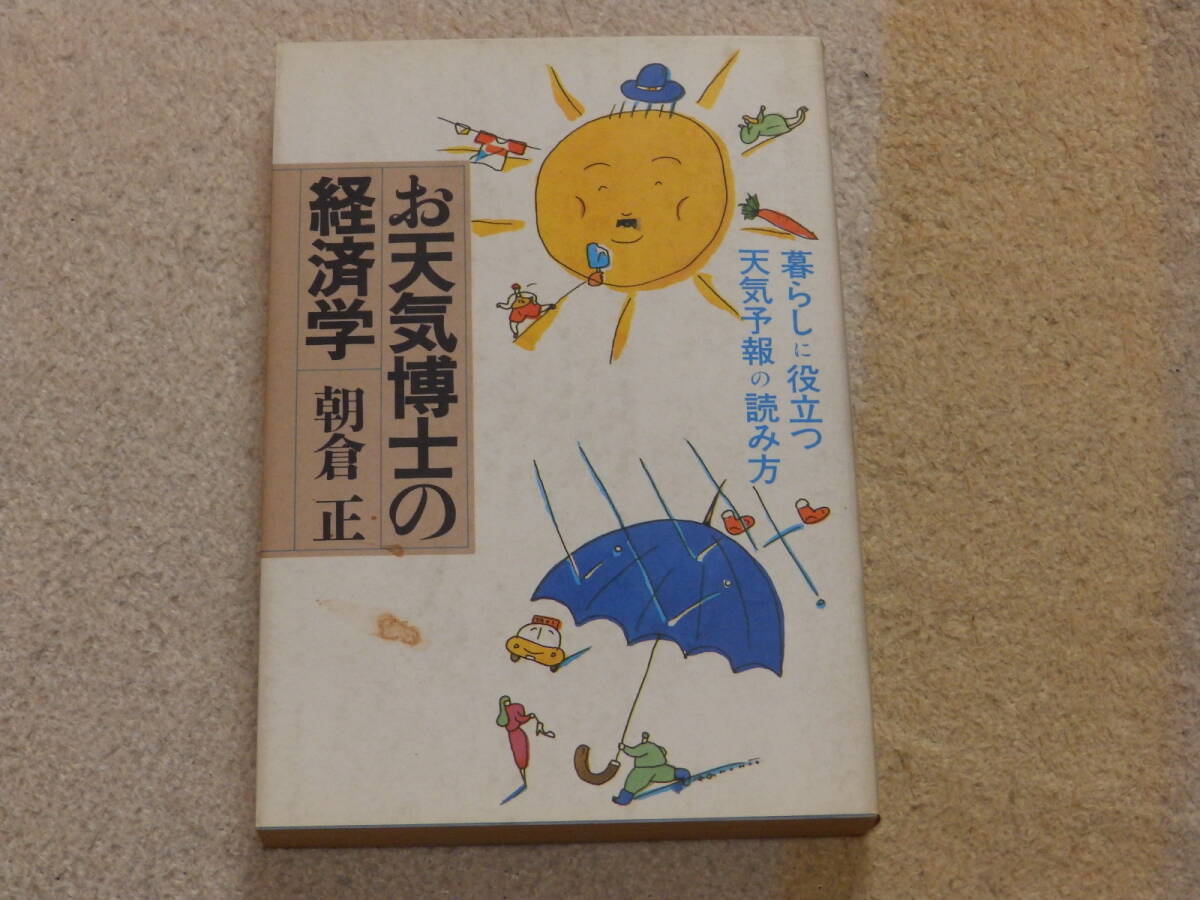 お天気博士の
経済学
朝倉 正
暮らしに役立つ
天気予報の読み方